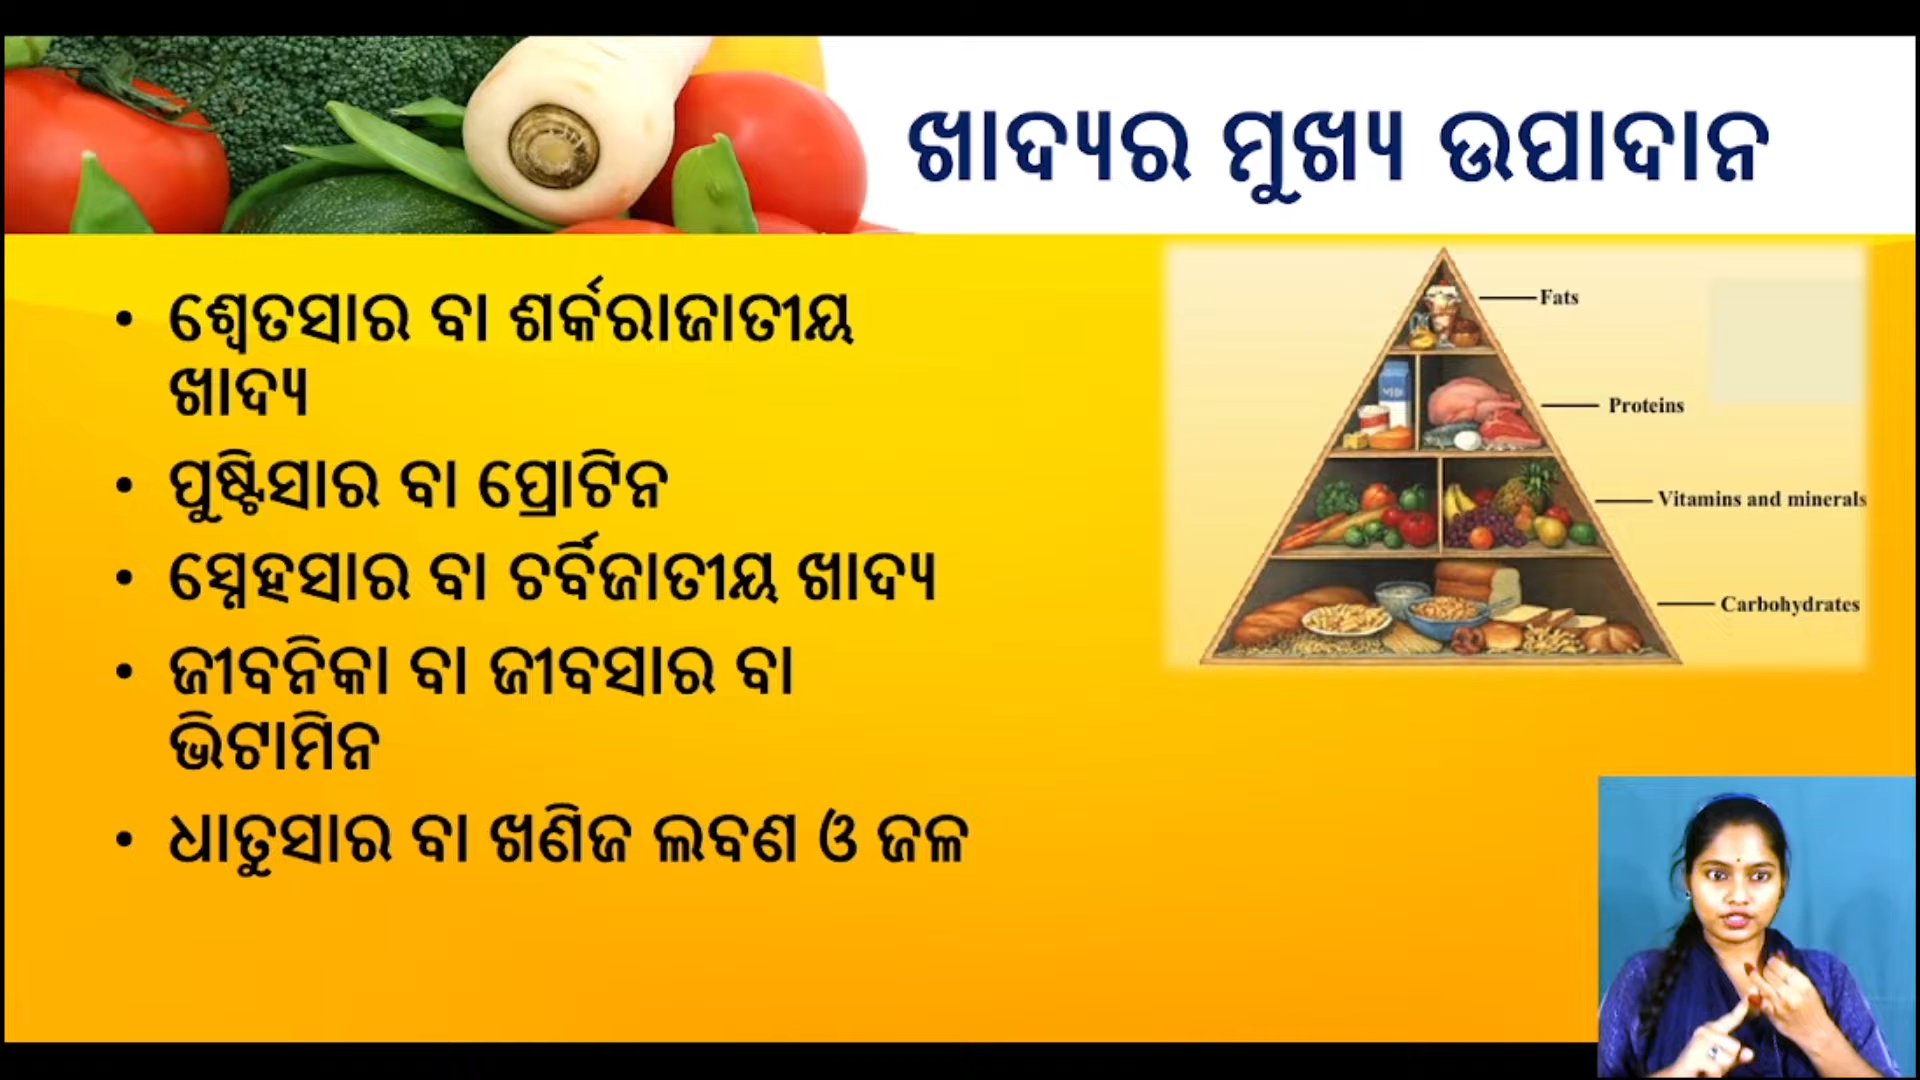 ଖାଦ୍ୟର ମୁଖ୍ୟ ଉପାଦାନ
• ଶ୍ଵେତସାର ବା ଶର୍କରାଜାତୀୟ
ଖାଦ୍ୟ
• ପୁଷ୍ଟିସାର ବା ପ୍ରୋଟିନ
• ସ୍ନେହସାର ବା ଚର୍ବିଜାତୀୟ ଖାଦ୍ୟ
• ଜୀବନିକା ବା ଜୀବସାର ବା
ଭିଟାମିନ
• ଧାତୁସାର ବା ଖଣିଜ ଲବଣ ଓ ଜଳ
Fats
Proteins
Vitamins and minerals
Carbohydrates